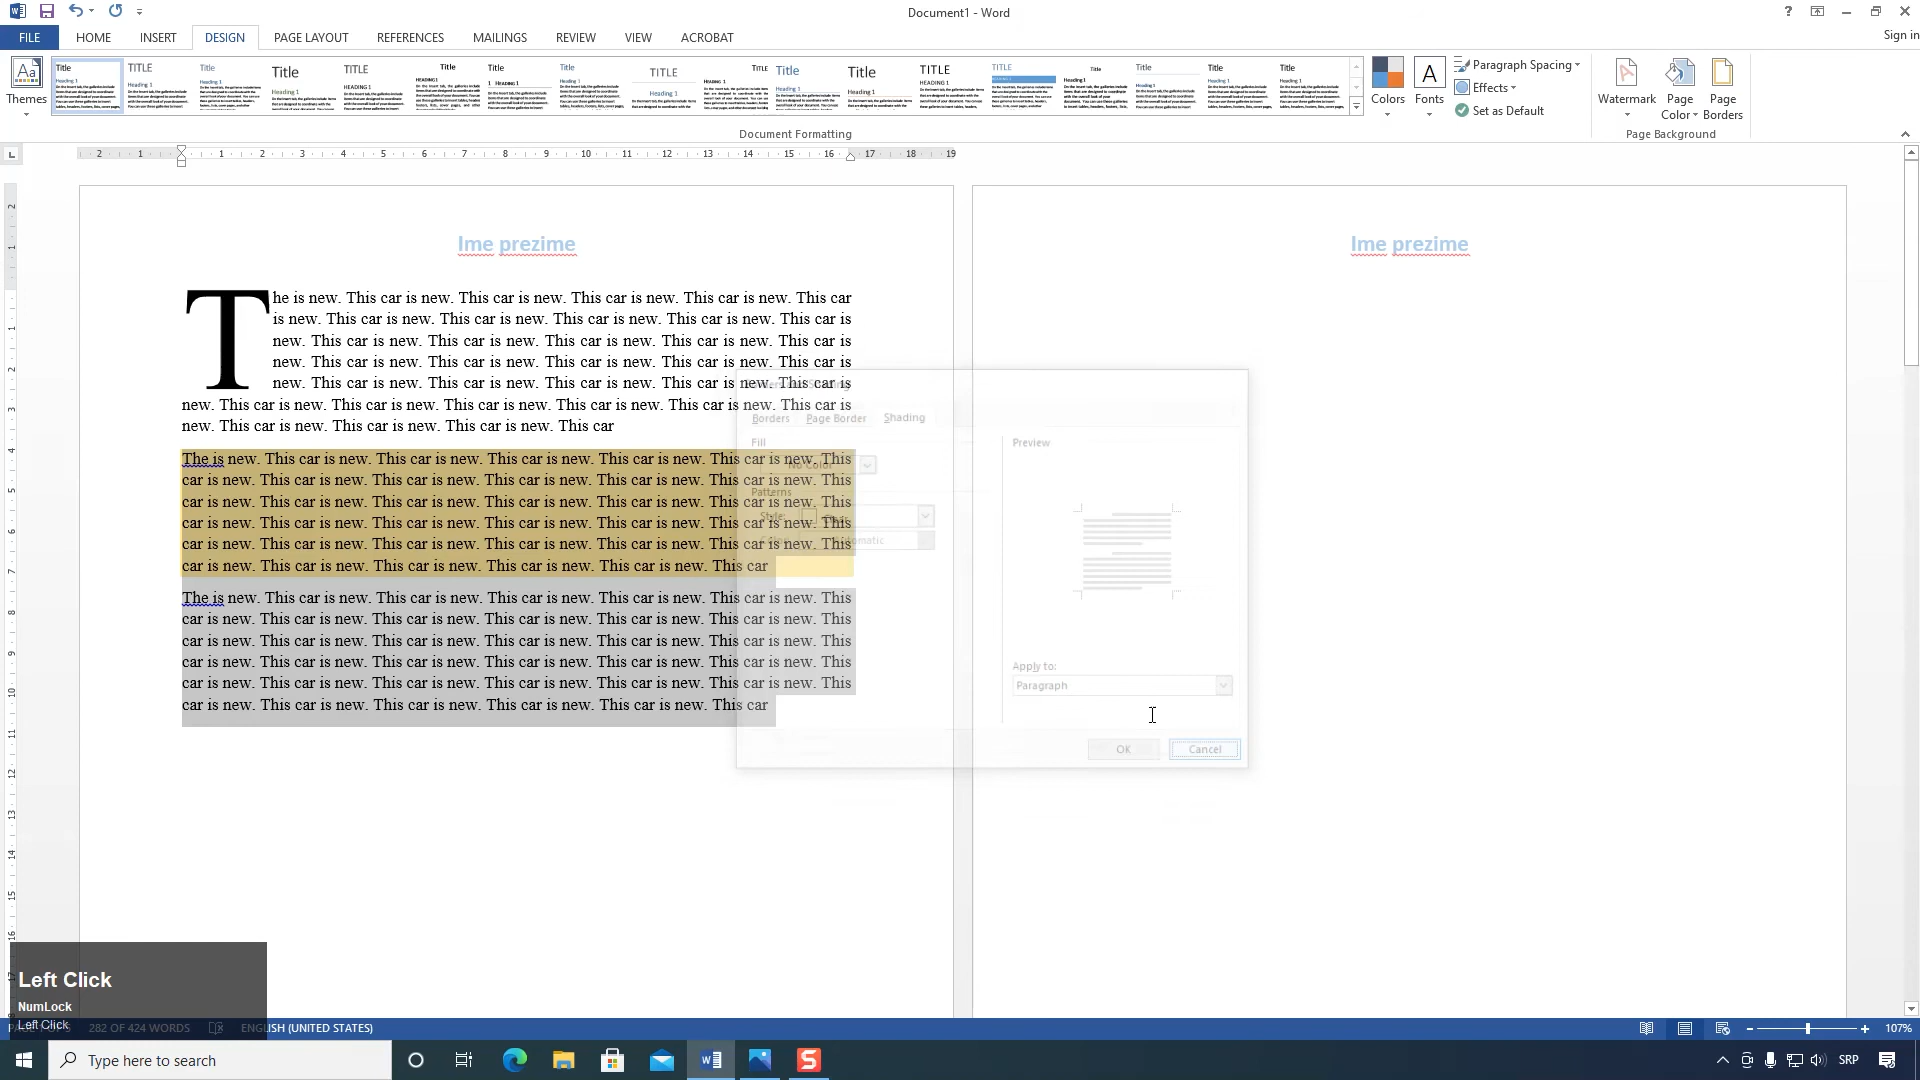 Document1 - Word
Sign in
FILE HOME INSERT DESIGN PAGE LAYOUT REFERENCES MAILINGS REVIEW VIEW ACROBAT
Themes
Colors
Fonts
Paragraph Spacing
Effects
Set as Default
Watermark
Page Color
Page Borders
Document Formatting
Page Background
Ime prezime
The is new. This car is new. This car is new. This car is new. This car is new. This car
is new. This car is new. This car is new. This car is new. This car is new. This car is
new. This car is new. This car is new. This car is new. This car is new. This car is
new. This car is new. This car is new. This car is new. This car is new. This car is
new. This car is new. This car is new. This car is new. This car is new. This car is
new. This car is new. This car is new. This car is new. This car is new. This car is
new. This car is new. This car is new. This car is new. This car
The is new. This car is new. This car is new. This car is new. This car is new. This car is new. This
car is new. This car is new. This car is new. This car is new. This car is new. This car is new. This
car is new. This car is new. This car is new. This car is new. This car is new. This car is new. This
car is new. This car is new. This car is new. This car is new. This car is new. This car is new. This
car is new. This car is new. This car is new. This car is new. This car is new. This car is new. This
car is new. This car is new. This car is new. This car is new. This car is new. This car
The is new. This car is new. This car is new. This car is new. This car is new. This car is new. This
car is new. This car is new. This car is new. This car is new. This car is new. This car is new. This
car is new. This car is new. This car is new. This car is new. This car is new. This car is new. This
car is new. This car is new. This car is new. This car is new. This car is new. This car is new. This
car is new. This car is new. This car is new. This car is new. This car is new. This car is new. This
car is new. This car is new. This car is new. This car is new. This car is new. This car
Ime prezime
Borders Page Border Shading
Fill
No Color
Patterns
Style:
Automatic
Preview
Apply to:
Paragraph
OK Cancel
Left Click
NumLock
Left Click
282 OF 424 WORDS
ENGLISH (UNITED STATES)
107%
Type here to search
SRP